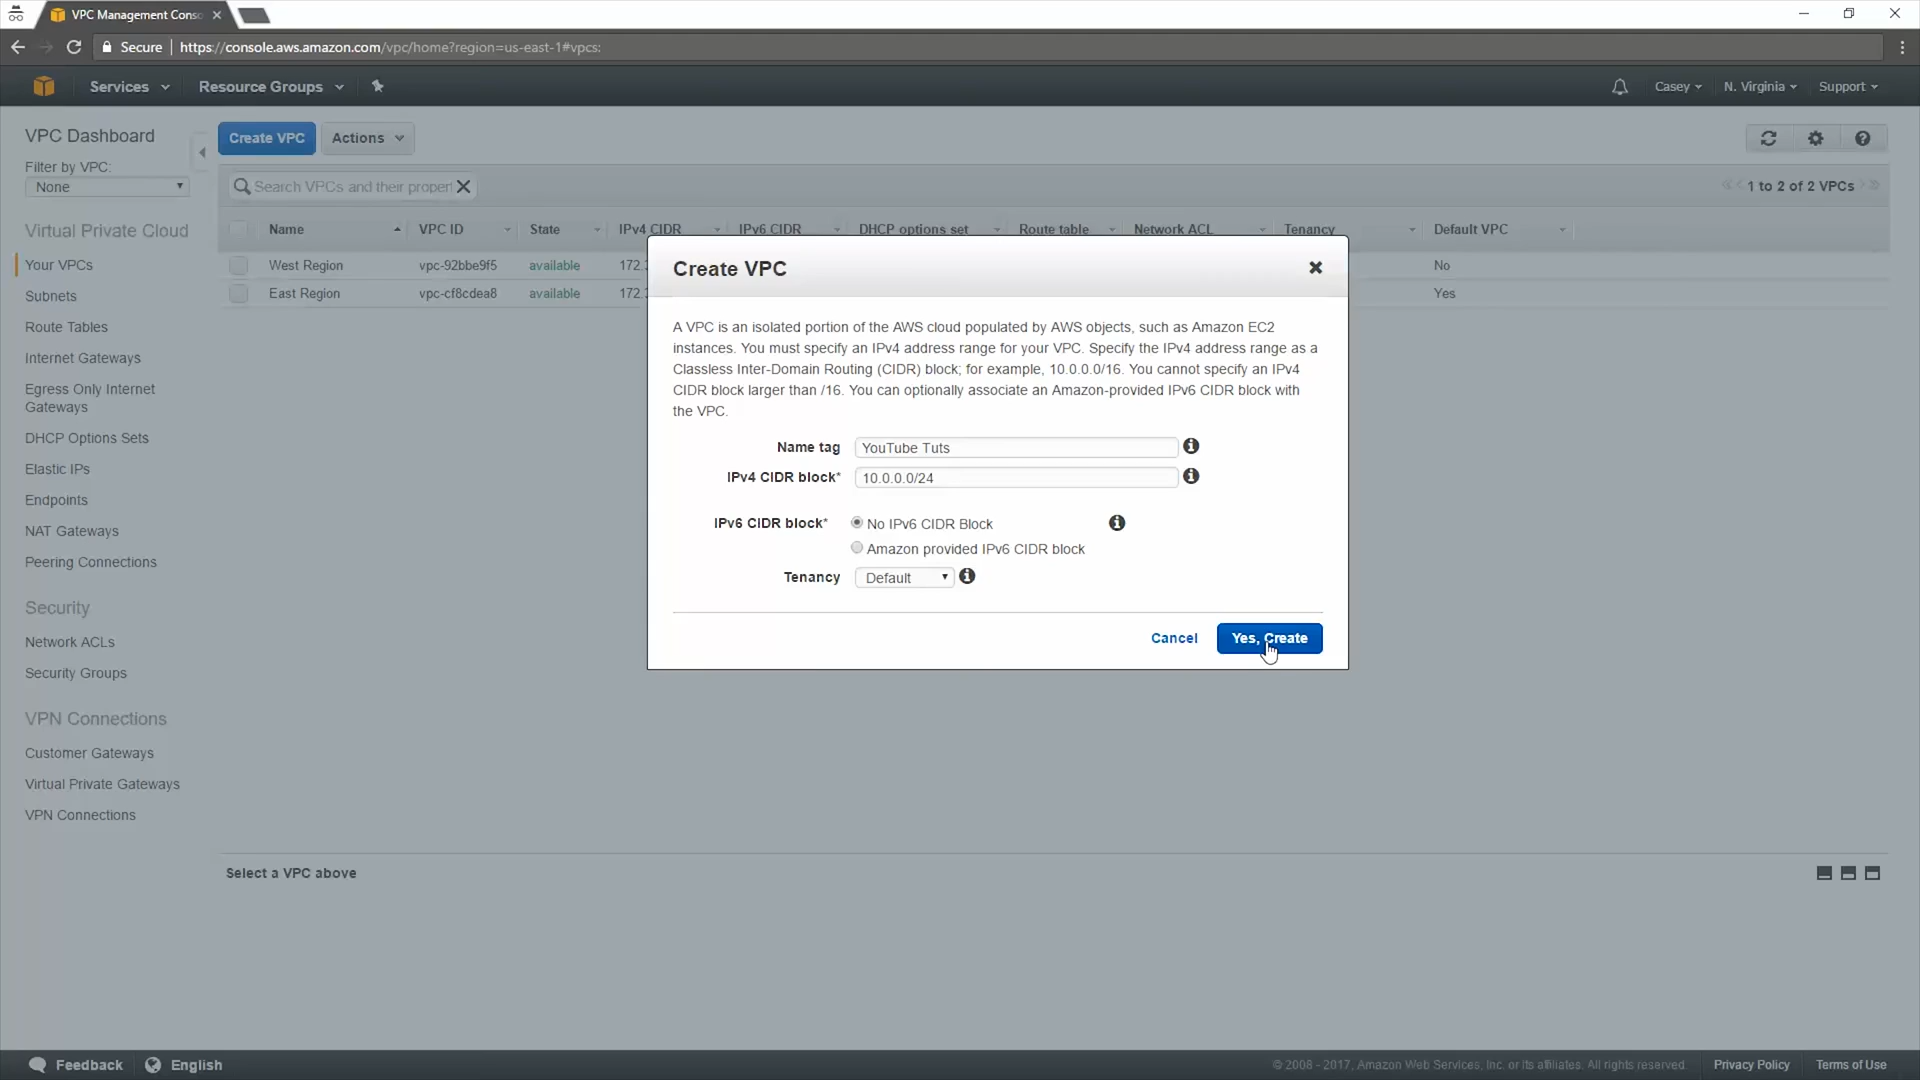 VPC Management Conso
Secure https://console.aws.amazon.com/vpc/home?region=us-east-1#vpcs:
Services Resource Groups Casey N. Virginia Support
VPC Dashboard
Filter by VPC:
None
Virtual Private Cloud
Your VPCs
Subnets
Route Tables
Internet Gateways
Egress Only Internet
Gateways
DHCP Options Sets
Elastic IPs
Endpoints
NAT Gateways
Peering Connections
Security
Network ACLs
Security Groups
VPN Connections
Customer Gateways
Virtual Private Gateways
VPN Connections
Create VPC Actions
Search VPCs and their propert 1 to 2 of 2 VPCs
Name VPC ID State IPv4 CIDR IPv6 CIDR DHCP options set Route table Network ACL Tenancy Default VPC
West Region vpc-92bbe9f5 available 172. No
East Region vpc-cf8cdea8 available 172. Yes
Create VPC
A VPC is an isolated portion of the AWS cloud populated by AWS objects, such as Amazon EC2
instances. You must specify an IPv4 address range for your VPC. Specify the IPv4 address range as a
Classless Inter-Domain Routing (CIDR) block; for example, 10.0.0.0/16. You cannot specify an IPv4
CIDR block larger than /16. You can optionally associate an Amazon-provided IPv6 CIDR block with
the VPC.
Name tag YouTube Tuts
IPv4 CIDR block* 10.0.0.0/24
IPv6 CIDR block* No IPv6 CIDR Block
Amazon provided IPv6 CIDR block
Tenancy Default
Cancel Yes, Create
Select a VPC above
Feedback English © 2008 - 2017, Amazon Web Services, Inc. or its affiliates. All rights reserved. Privacy Policy Terms of Use